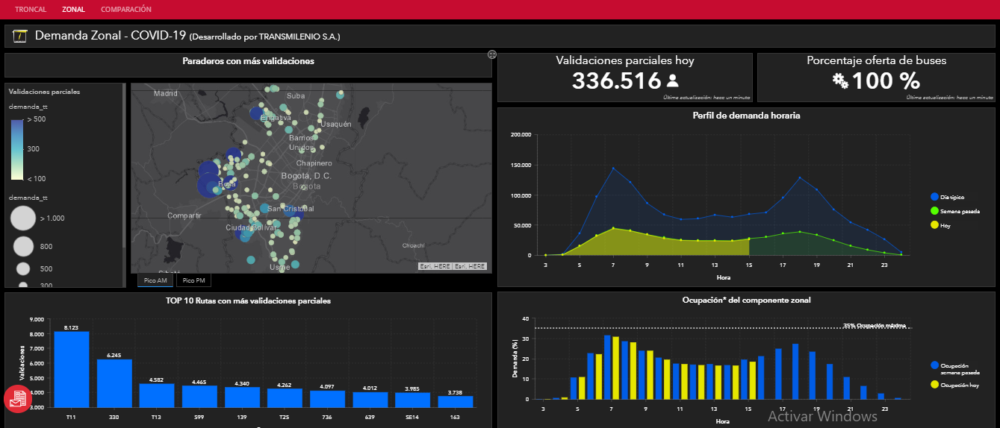 TRONCAL ZONAL COMPARACIÓN
Demanda Zonal - COVID-19 (Desarrollado por TRANSMILENIO S.A.)
Paraderos con más validaciones
Validaciones parciales
demanda_tt
> 500
300
< 100
demanda_tt
> 1.000
800
500
300
Madrid
Suba
Engativa
Usaquén
Barrios
Unidos
Chapinero
Bogotá, D.C.
Bogota
Bosa
San Cristobal
Compartir
Ciudad Bolívar
Choachí
Usme
Esri, HERE | Esri, HERE
Pico AM Pico PM
Validaciones parciales hoy
336.516
Última actualización: hace un minuto
Porcentaje oferta de buses
100 %
Última actualización: hace un minuto
Perfil de demanda horaria
200.000
150.000
100.000
50.000
0
3 5 7 9 11 13 15 17 19 21 23
Hora
Día típico
Semana pasada
Hoy
TOP 10 Rutas con más validaciones parciales
Validaciones
9.000
8.000
7.000
6.000
5.000
4.000
3.000
8.123 6.245 4.582 4.465 4.340 4.262 4.097 4.012 3.985 3.738
T11 330 T13 599 139 T25 736 639 SE14 163
Ocupación* del componente zonal
Demanda (%)
40
30
20
10
0
35% Ocupación máxima
3 5 7 9 11 13 15 17 19 21 23
Hora
Ocupación
semana pasada
Ocupación hoy
Activar Windows